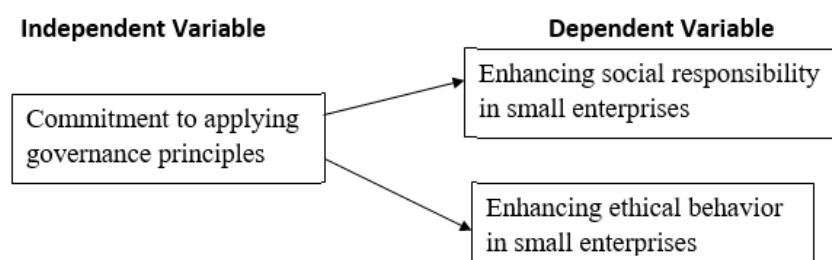 Independent Variable
Dependent Variable
Commitment to applying
governance principles
Enhancing social responsibility
in small enterprises
Enhancing ethical behavior
in small enterprises